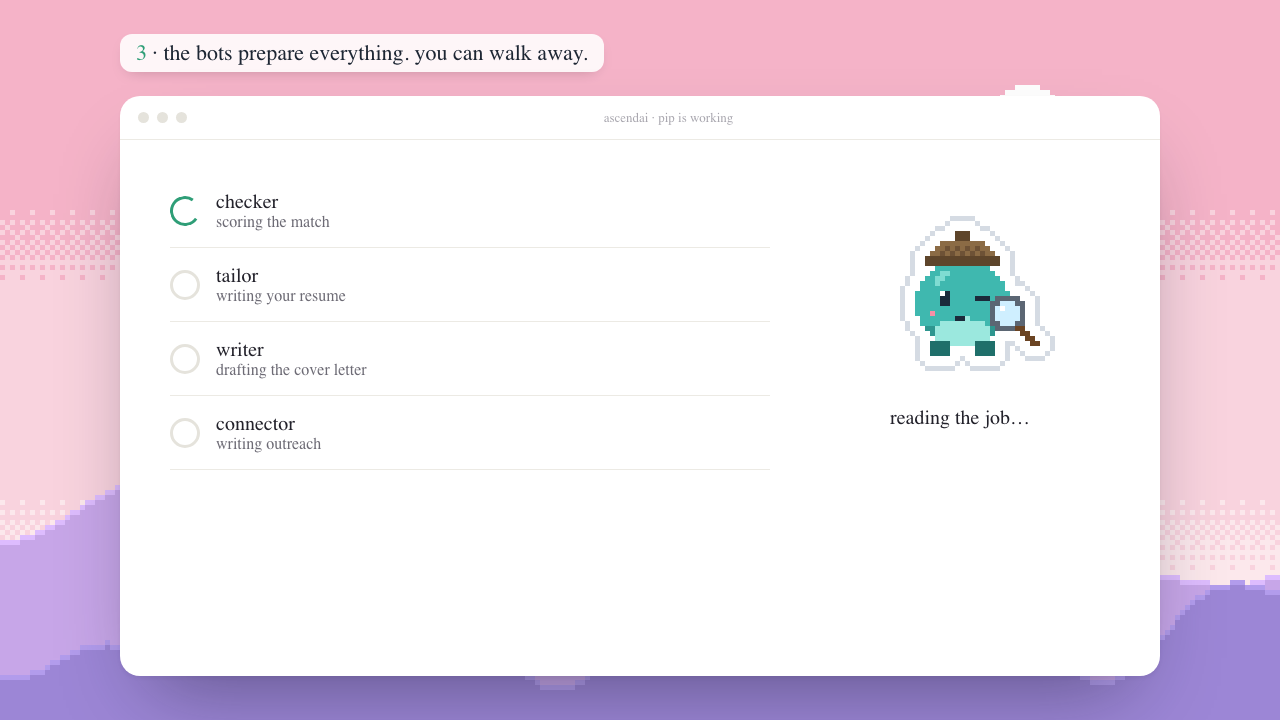 3 · the bots prepare everything. you can walk away.
ascendai · pip is working
checker
scoring the match
tailor
writing your resume
writer
drafting the cover letter
connector
writing outreach
reading the job…